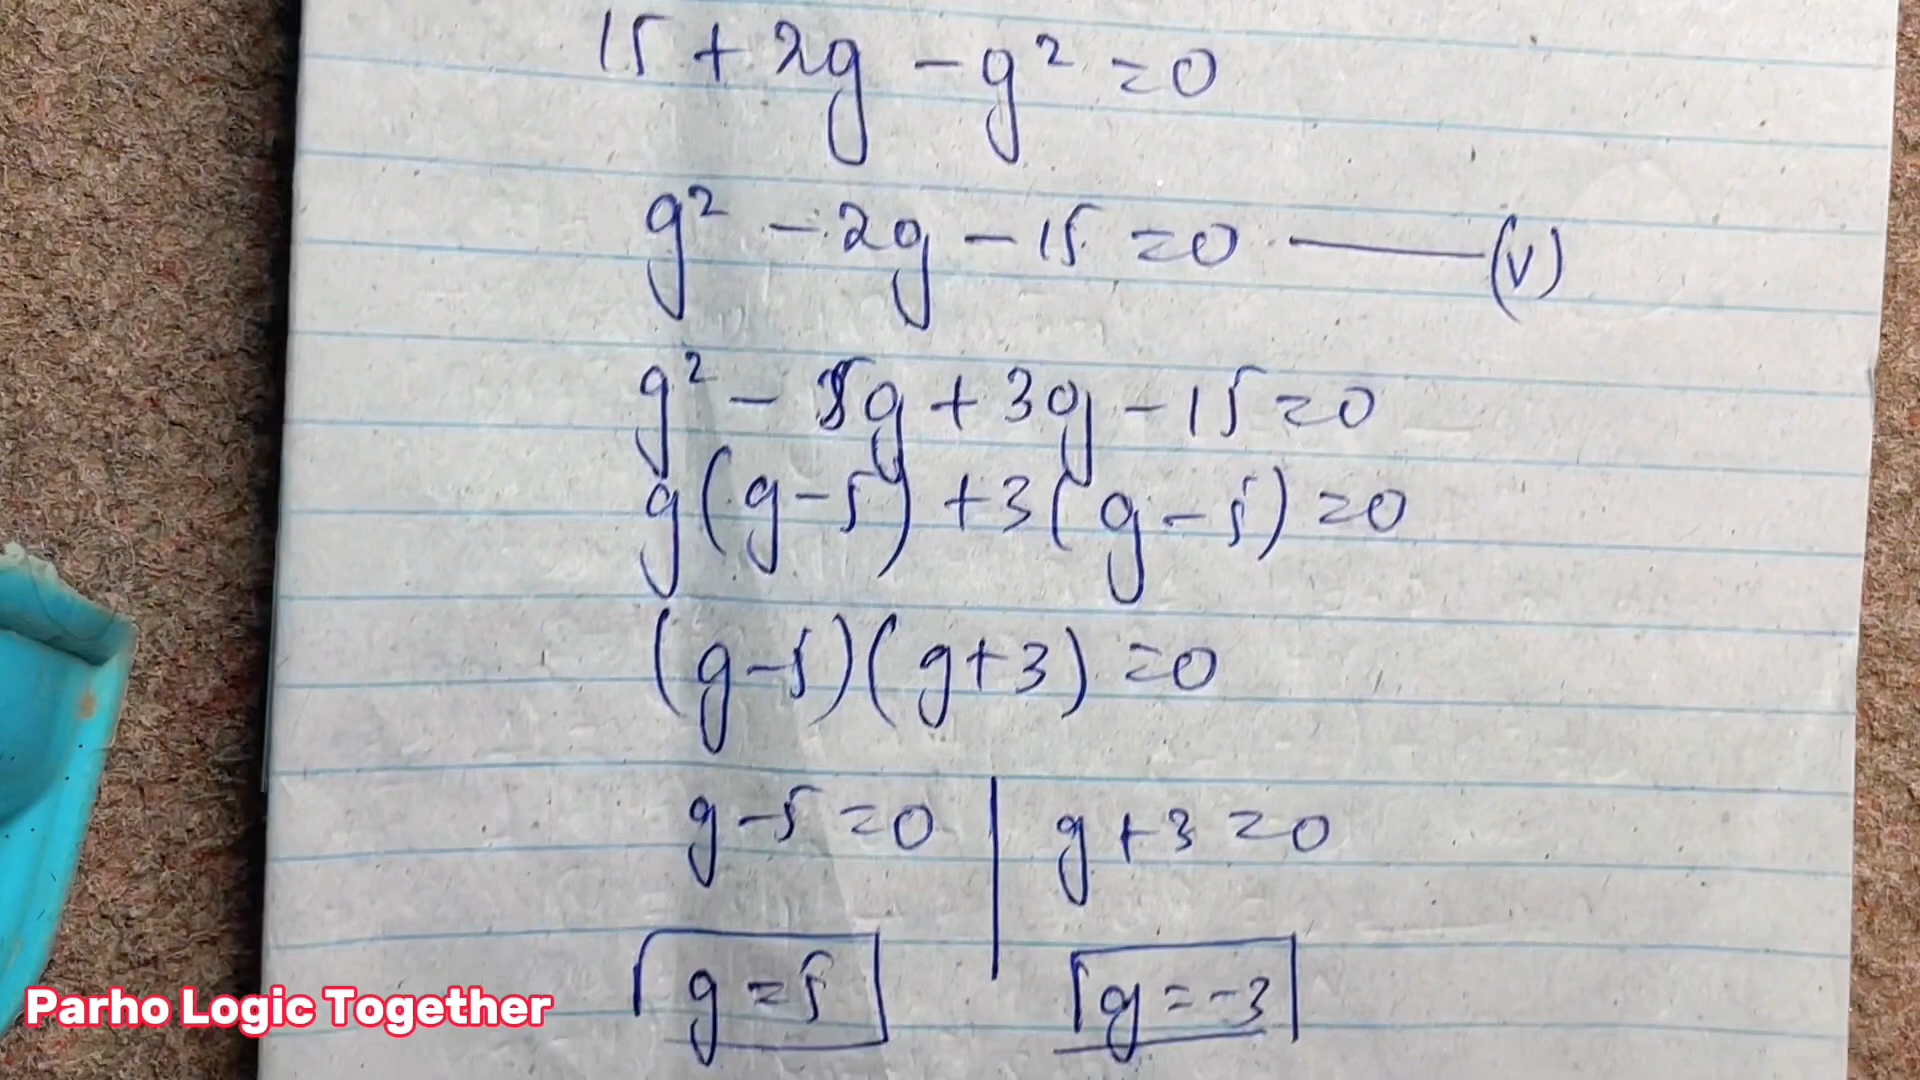 15 + 2g - g² = 0
g² - 2g - 15 = 0 —— (v)
g² - 5g + 3g - 15 = 0
g(g-5) + 3(g-5) = 0
(g-5)(g+3) = 0
g-5 = 0 | g+3 = 0
g = 5 g = -3
Parho Logic Together